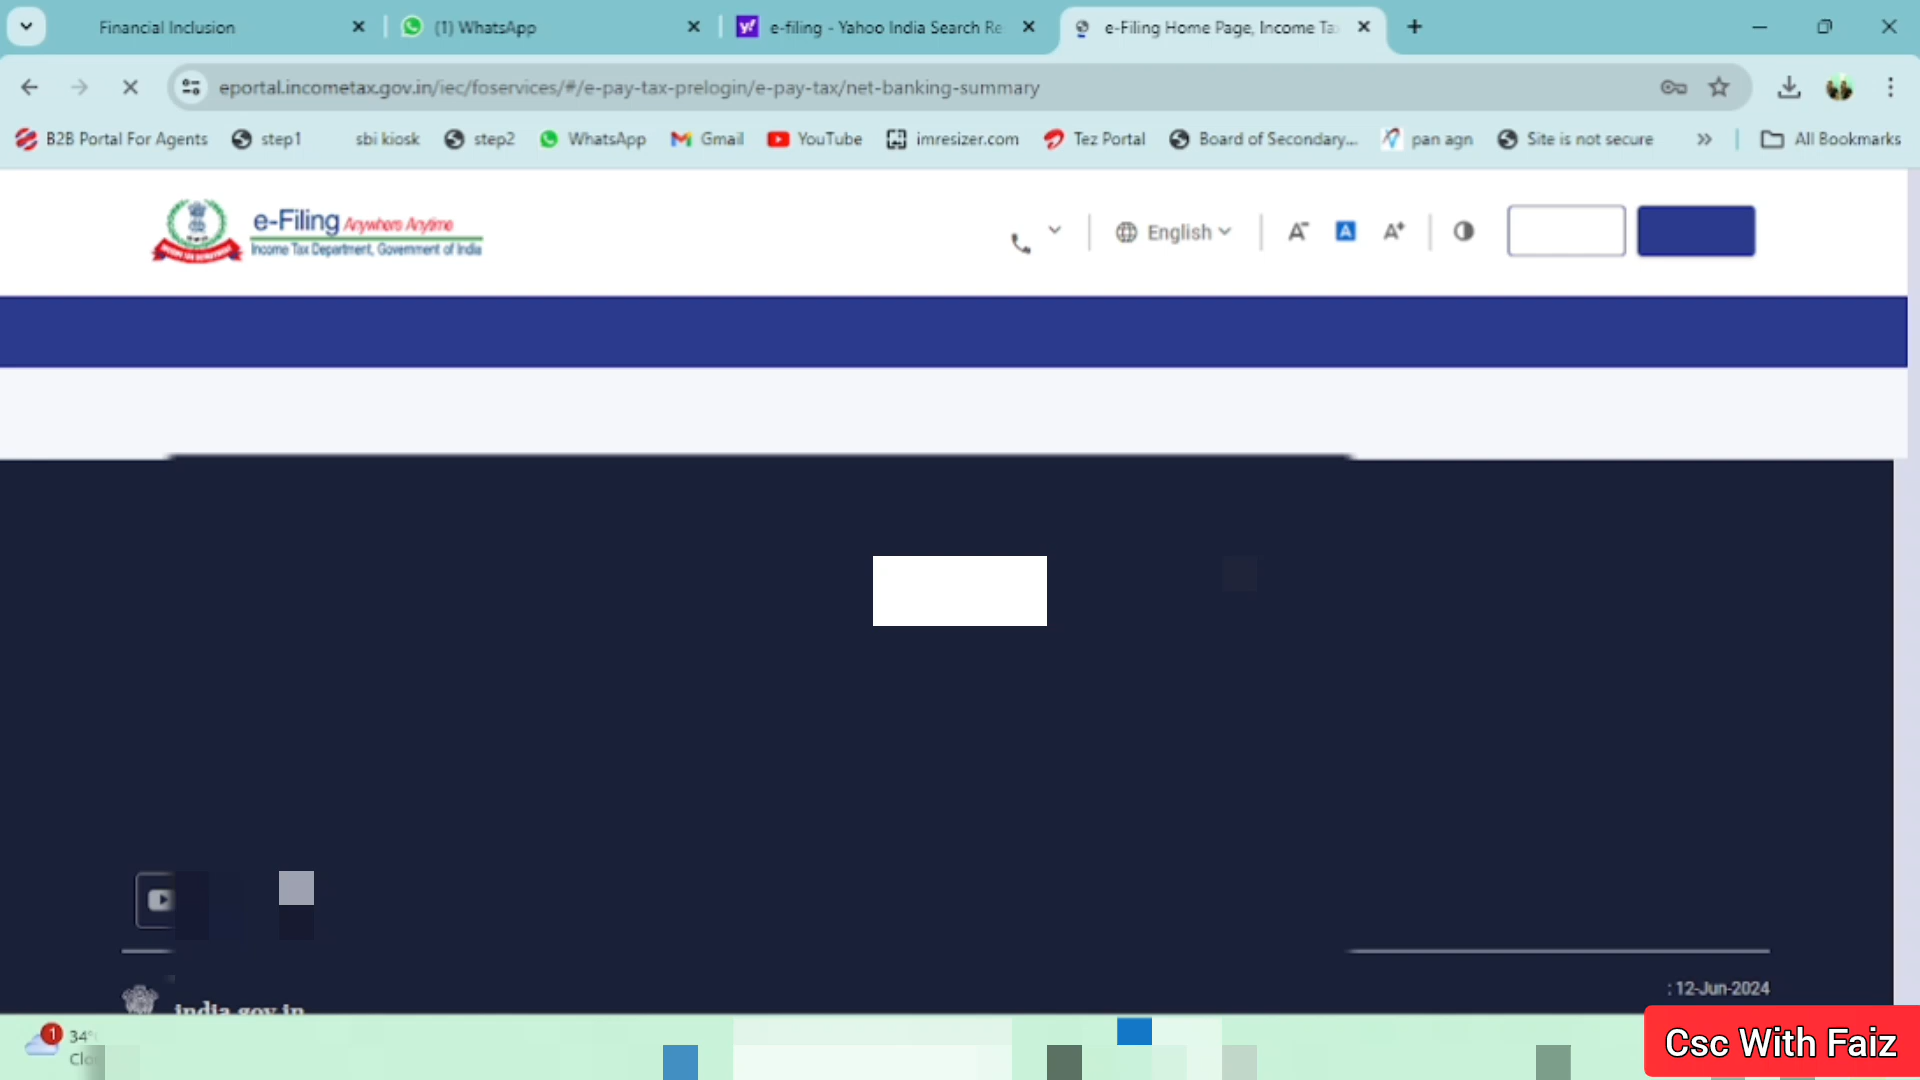 Financial Inclusion
(1) WhatsApp
e-filing - Yahoo India Search Re
e-Filing Home Page, Income Ta
eportal.incometax.gov.in/iec/foservices/#/e-pay-tax-prelogin/e-pay-tax/net-banking-summary
B2B Portal For Agents step1 sbi kiosk step2 WhatsApp Gmail YouTube imresizer.com Tez Portal Board of Secondary... pan agn Site is not secure All Bookmarks
e-Filing Anywhere Anytime
Income Tax Department, Government of India
English A- A A+
: 12-Jun-2024
india.gov.in
1 34°
Clo
Csc With Faiz